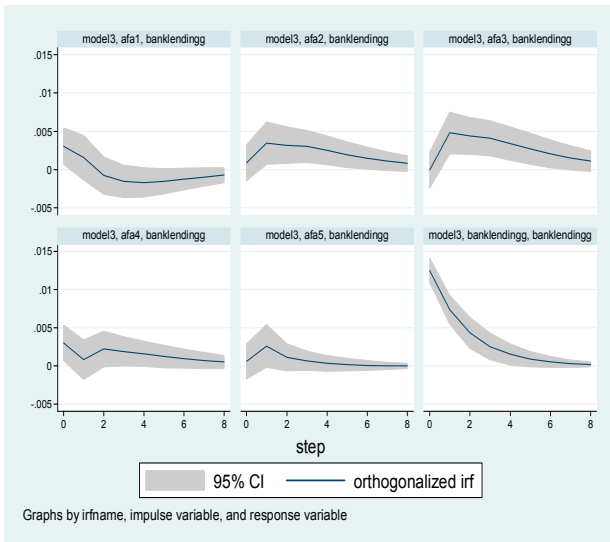 model3, afa1, banklendingg
model3, afa2, banklendingg
model3, afa3, banklendingg
.015
.01
.005
0
-.005
model3, afa4, banklendingg
model3, afa5, banklendingg
model3, banklendingg, banklendingg
.015
.01
.005
0
-.005
0 2 4 6 8
0 2 4 6 8
0 2 4 6 8
step
95% CI
orthogonalized irf
Graphs by irfname, impulse variable, and response variable